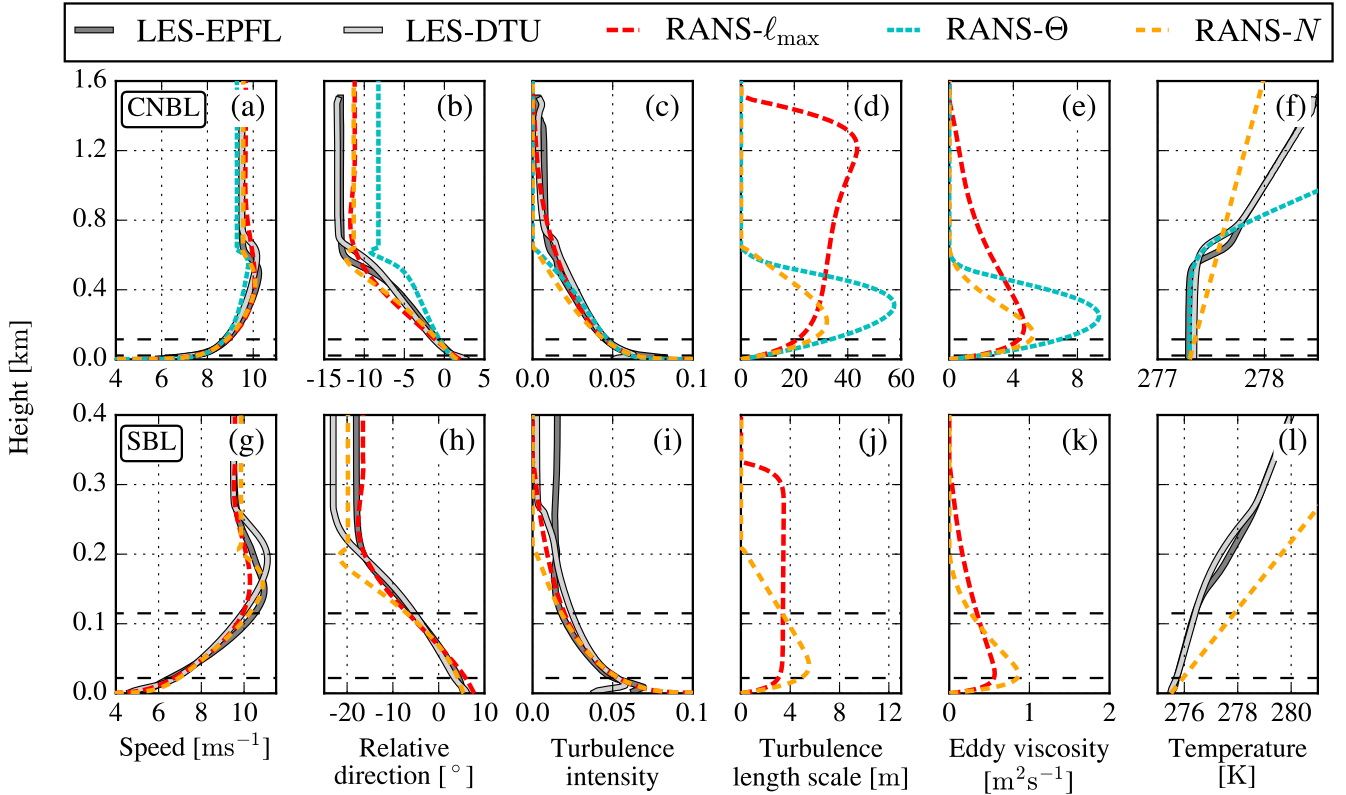 LES-EPFL LES-DTU RANS-ℓmax RANS-Θ RANS-N
1.6 CNBL (a) (b) (c) (d) (e) (f)
1.2
0.8
0.4
0.0
4 6 8 10 -15 -10 -5 0 5 0.0 0.05 0.1 0 20 40 60 0 4 8 277 278
Height [km]
0.4 SBL (g) (h) (i) (j) (k) (l)
0.3
0.2
0.1
0.0
4 6 8 10 -20 -10 0 10 0.0 0.05 0.1 0 4 8 12 0 1 2 276 278 280
Speed [ms⁻¹] Relative Turbulence Turbulence Eddy viscosity Temperature
direction [°] intensity length scale [m] [m²s⁻¹] [K]